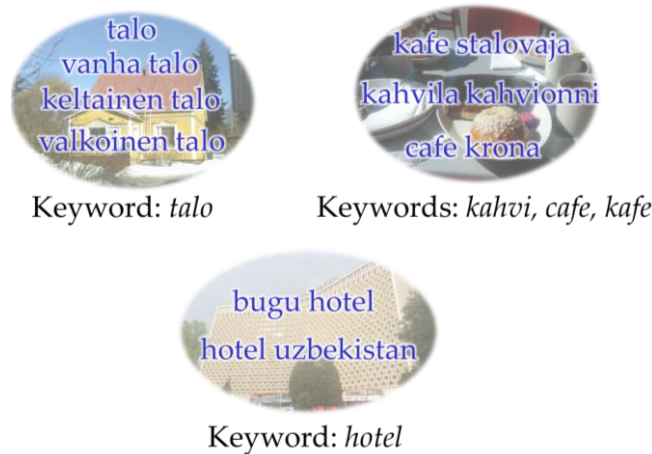 talo
vanha talo
keltainen talo
valkoinen talo
Keyword: talo
kafe stalovaja
kahvila kahvionni
cafe krona
Keywords: kahvi, cafe, kafe
bugu hotel
hotel uzbekistan
Keyword: hotel